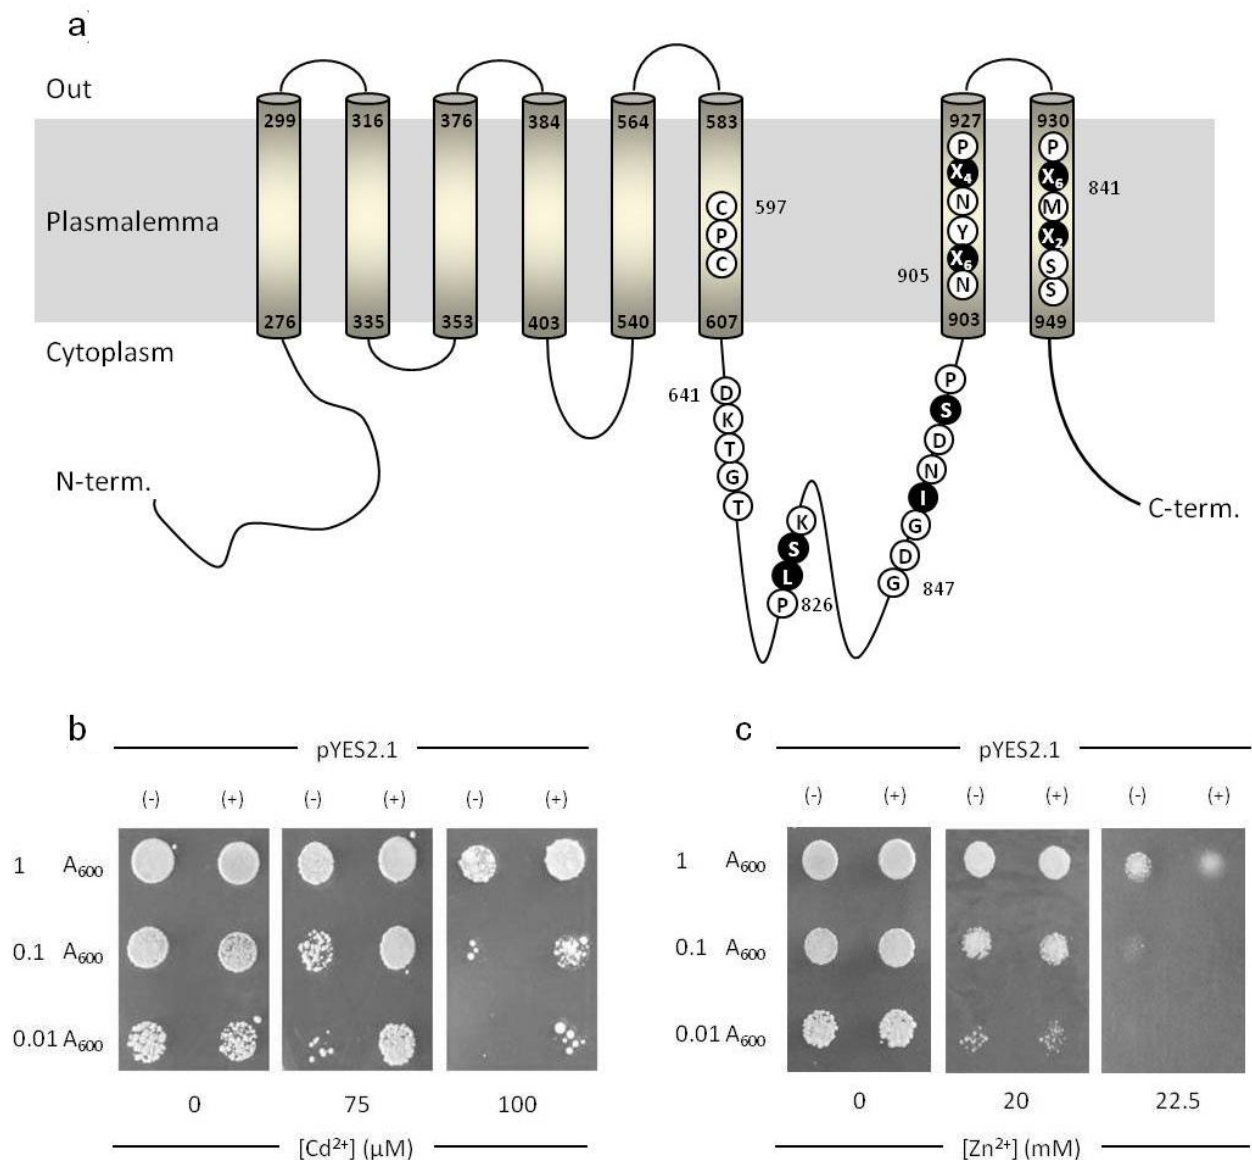 a
Out
299 316 376 384 564 583 927 930
P P
X4 X6 841
C 597 N M
Plasmalemma P Y X2
C X6 S
905 N S
276 335 353 403 540 607 903 949
Cytoplasm
P
641 D S
K D
T N
N-term. G I
T K G C-term.
S D
L G 847
P 826
b
pYES2.1
(-) (+) (-) (+) (-) (+)
1 A600
0.1 A600
0.01 A600
0 75 100
[Cd2+] (μM)
c
pYES2.1
(-) (+) (-) (+) (-) (+)
1 A600
0.1 A600
0.01 A600
0 20 22.5
[Zn2+] (mM)